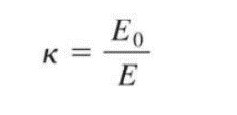 κ = E₀ / E